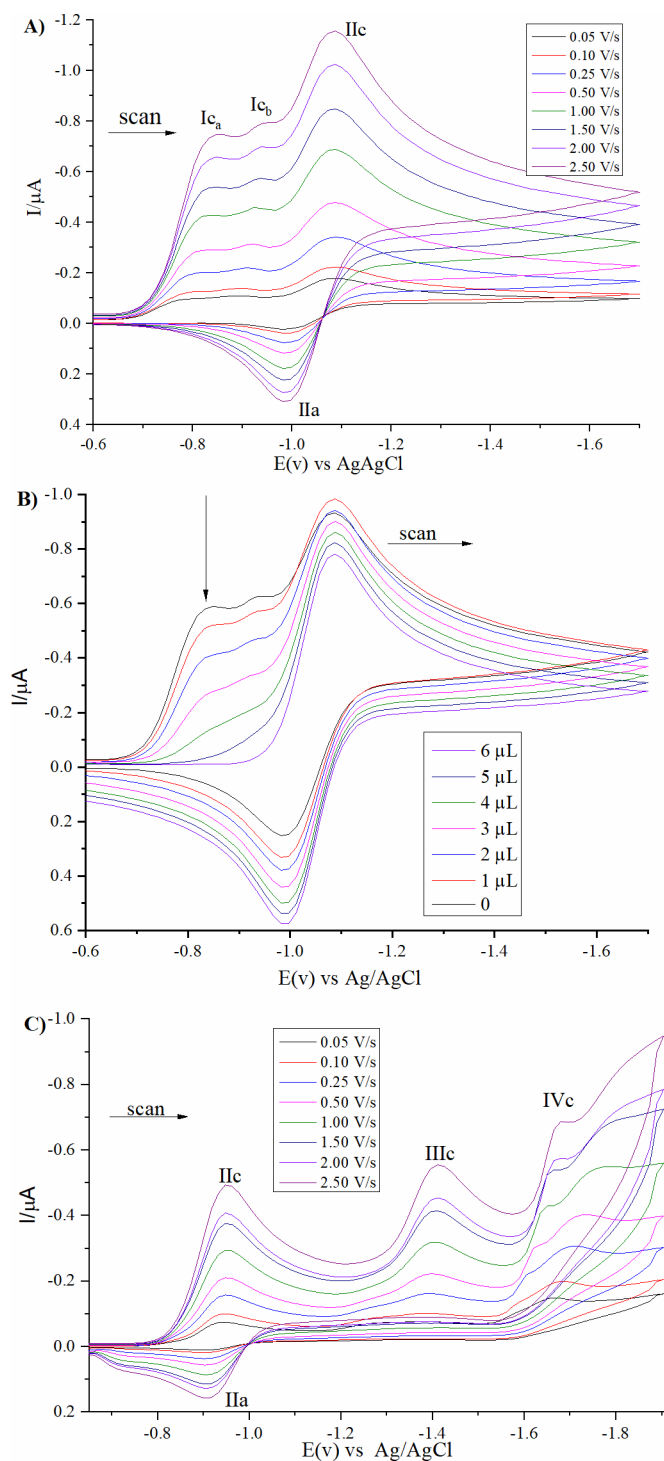 A)
IIc
Ic_a
Ic_b
scan
0.05 V/s
0.10 V/s
0.25 V/s
0.50 V/s
1.00 V/s
1.50 V/s
2.00 V/s
2.50 V/s
I/µA
-1.2
-1.0
-0.8
-0.6
-0.4
-0.2
0.0
0.2
0.4
IIa
-0.6 -0.8 -1.0 -1.2 -1.4 -1.6
E(v) vs AgAgCl
B)
scan
I/µA
-1.0
-0.8
-0.6
-0.4
-0.2
0.0
0.2
0.4
0.6
6 µL
5 µL
4 µL
3 µL
2 µL
1 µL
0
-0.6 -0.8 -1.0 -1.2 -1.4 -1.6
E(v) vs Ag/AgCl
C)
scan
0.05 V/s
0.10 V/s
0.25 V/s
0.50 V/s
1.00 V/s
1.50 V/s
2.00 V/s
2.50 V/s
IIc
IIIc
IVc
I/µA
-1.0
-0.8
-0.6
-0.4
-0.2
0.0
0.2
IIa
-0.8 -1.0 -1.2 -1.4 -1.6 -1.8
E(v) vs Ag/AgCl